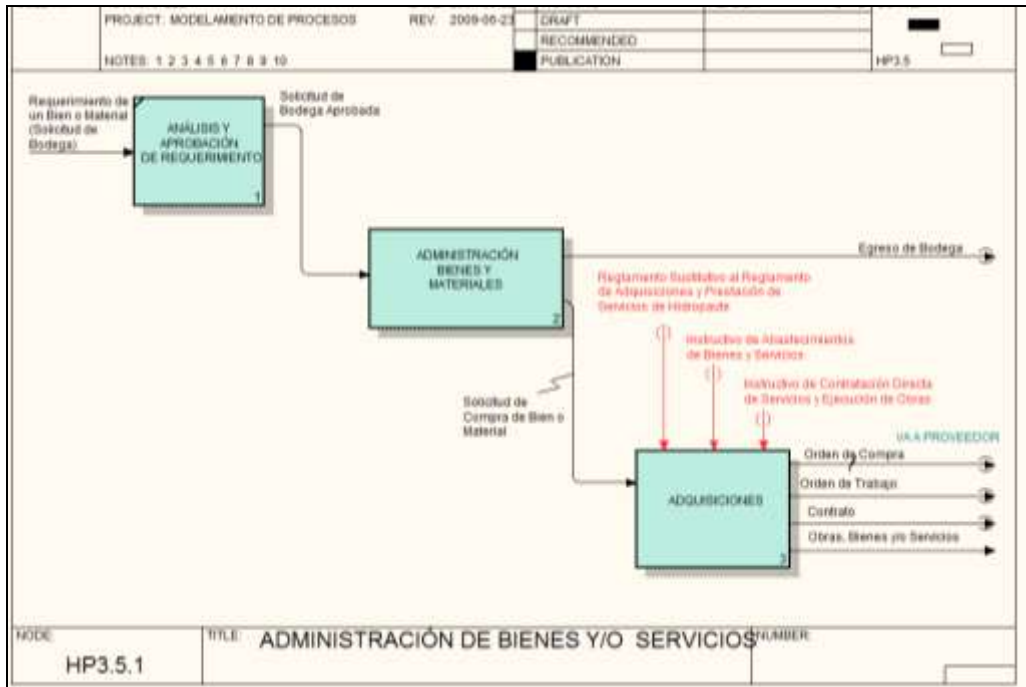 PROJECT: MODELAMIENTO DE PROCESOS
REV: 2009-06-23
DRAFT
RECOMMENDED
NOTES: 1 2 3 4 5 6 7 8 9 10
PUBLICATION
HP3.5
Requerimiento de
un Bien o Material
(Solicitud de
Bodega)
ANÁLISIS Y
APROBACIÓN
DE REQUERIMIENTO
1
Solicitud de
Bodega Aprobada
ADMINISTRACIÓN
BIENES Y
MATERIALES
2
Egreso de Bodega
Reglamento Sustitutivo al Reglamento
de Adquisiciones y Prestación de
Servicios de Hidropaute
Instructivo de Abastecimientos
de Bienes y Servicios
Instructivo de Contratación Directa
de Servicios y Ejecución de Obras
Solicitud de
Compra de Bien o
Material
VA A PROVEEDOR
ADQUISICIONES
3
Orden de Compra
Orden de Trabajo
Contrato
Obras, Bienes y/o Servicios
NODE:
HP3.5.1
TITLE:
ADMINISTRACIÓN DE BIENES Y/O SERVICIOS
NUMBER: